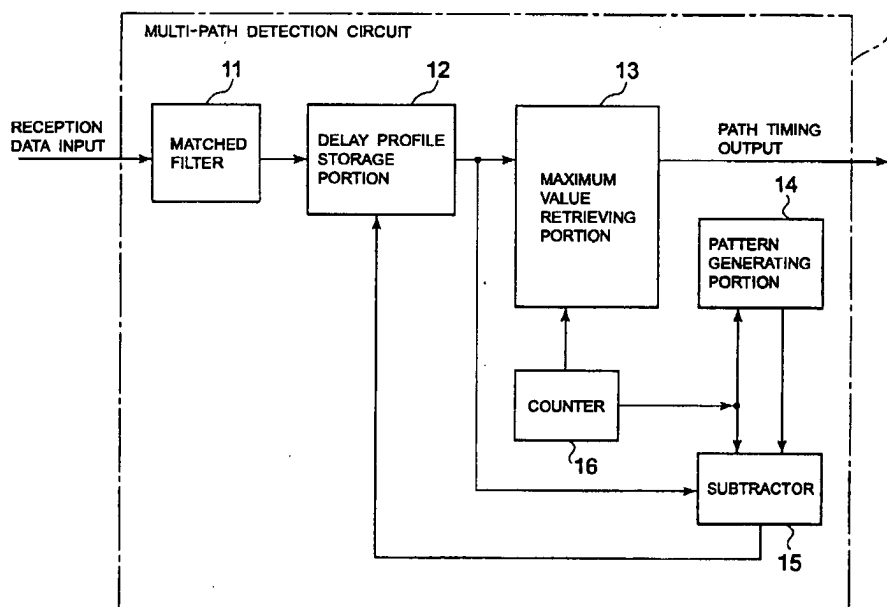 MULTI-PATH DETECTION CIRCUIT
11
12
13
RECEPTION
DATA INPUT
MATCHED
FILTER
DELAY PROFILE
STORAGE
PORTION
MAXIMUM
VALUE
RETRIEVING
PORTION
PATH TIMING
OUTPUT
14
PATTERN
GENERATING
PORTION
COUNTER
16
SUBTRACTOR
15